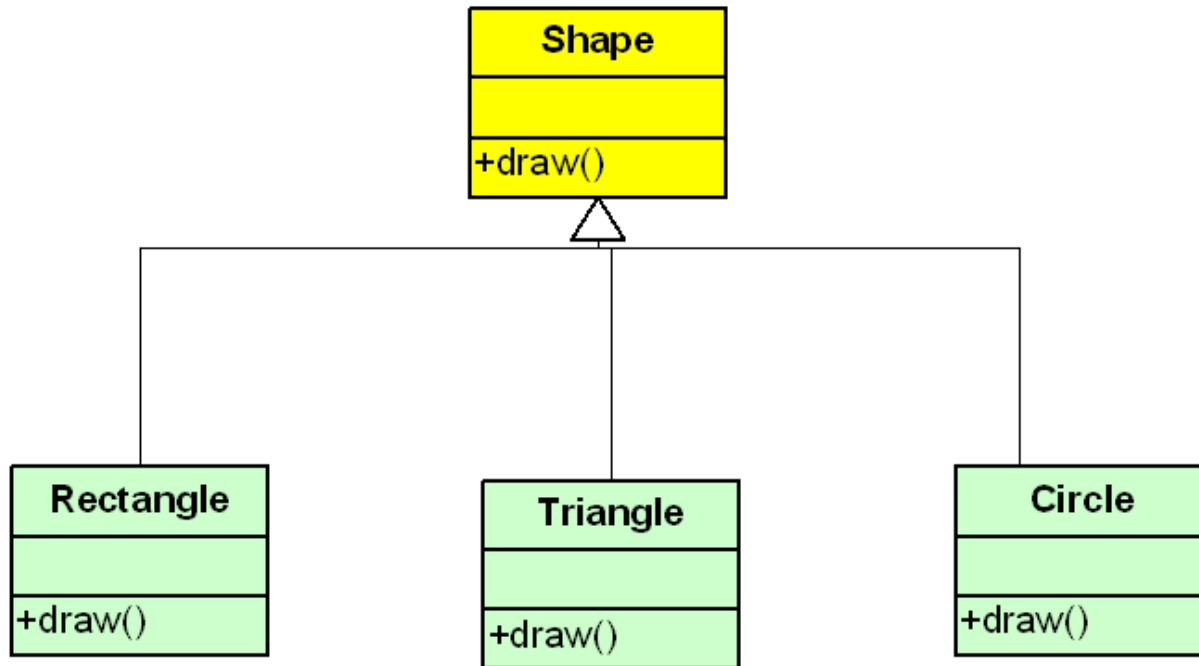 Shape
+draw()
Rectangle
+draw()
Triangle
+draw()
Circle
+draw()